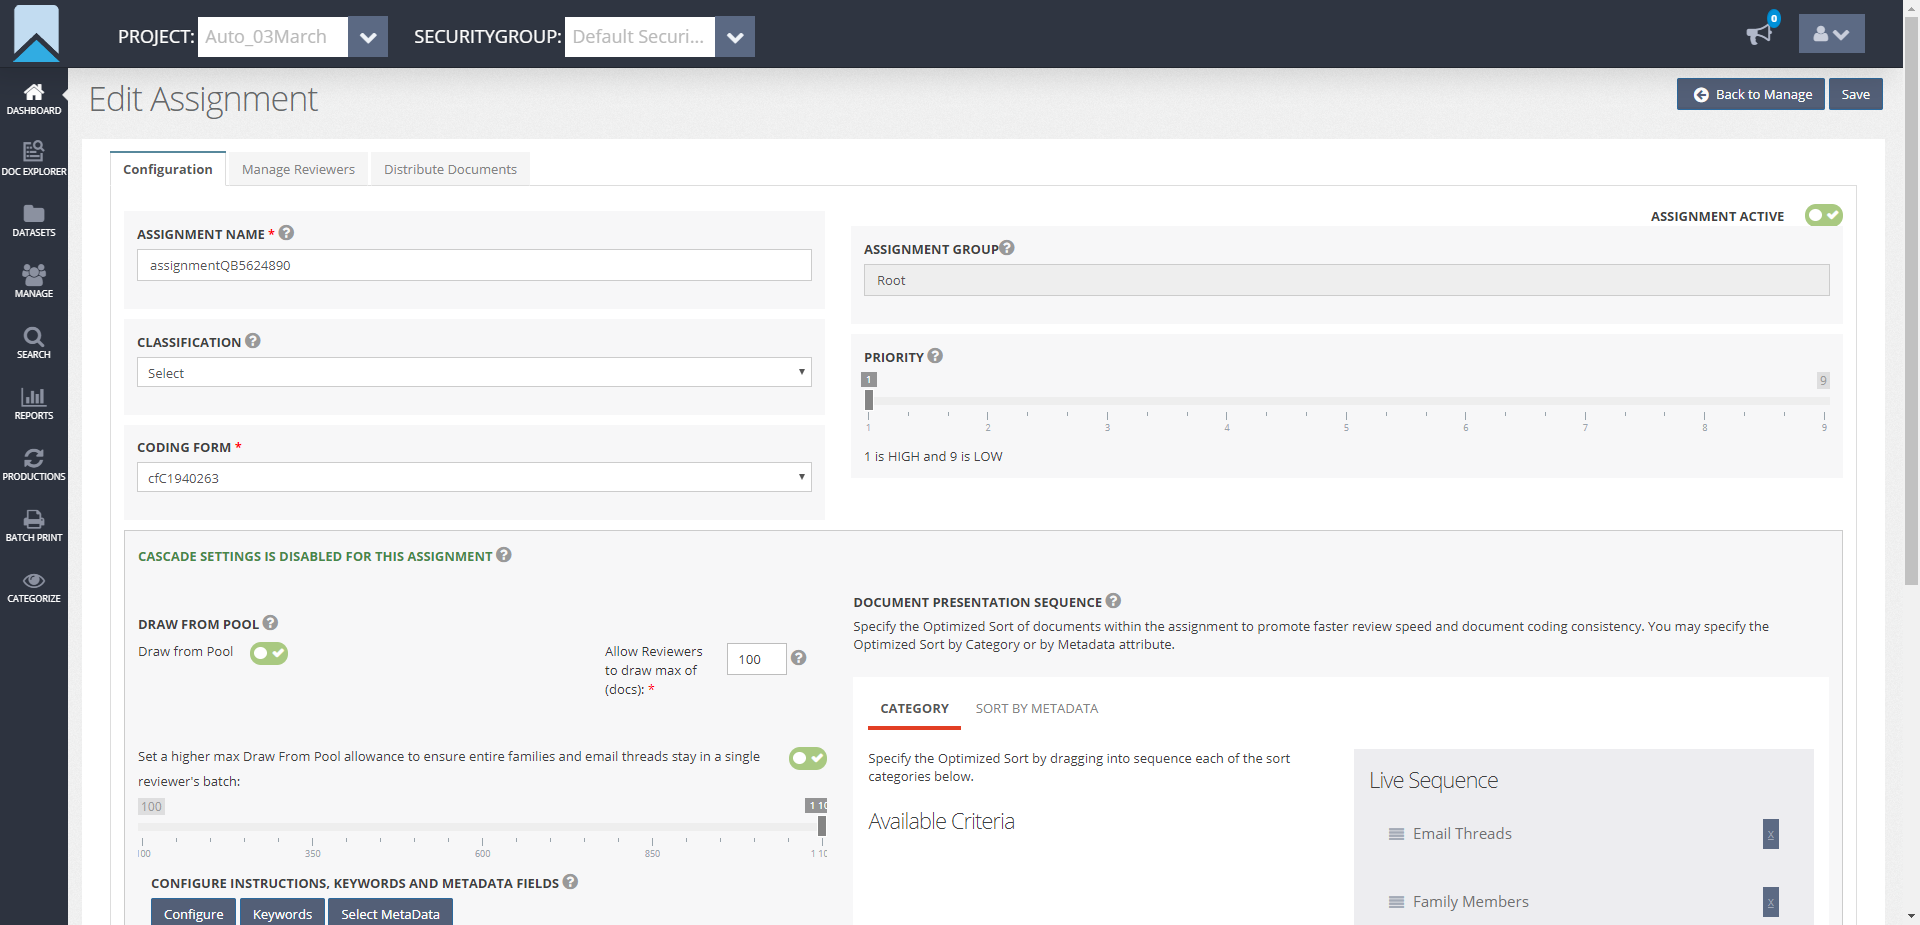 PROJECT: Auto_03March SECURITYGROUP: Default Securi... 0
DASHBOARD
DOC EXPLORER
DATASETS
MANAGE
SEARCH
REPORTS
PRODUCTIONS
BATCH PRINT
CATEGORIZE
Edit Assignment
Back to Manage Save
Configuration Manage Reviewers Distribute Documents
ASSIGNMENT ACTIVE
ASSIGNMENT NAME *
assignmentQB5624890
ASSIGNMENT GROUP
Root
CLASSIFICATION
Select
PRIORITY
1 9
1 2 3 4 5 6 7 8 9
1 is HIGH and 9 is LOW
CODING FORM *
cfC1940263
CASCADE SETTINGS IS DISABLED FOR THIS ASSIGNMENT
DRAW FROM POOL
Draw from Pool
Allow Reviewers
to draw max of
(docs): *
100
Set a higher max Draw From Pool allowance to ensure entire families and email threads stay in a single
reviewer's batch:
100 1 10
100 350 600 850 1 10
CONFIGURE INSTRUCTIONS, KEYWORDS AND METADATA FIELDS
Configure Keywords Select MetaData
DOCUMENT PRESENTATION SEQUENCE
Specify the Optimized Sort of documents within the assignment to promote faster review speed and document coding consistency. You may specify the
Optimized Sort by Category or by Metadata attribute.
CATEGORY SORT BY METADATA
Specify the Optimized Sort by dragging into sequence each of the sort
categories below.
Available Criteria
Live Sequence
Email Threads x
Family Members x